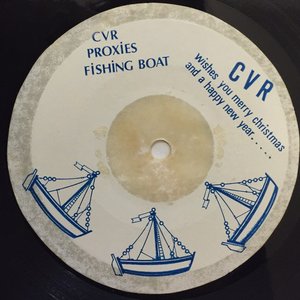 CVR
PROXIES
FISHING BOAT
CVR
wishes you merry christmas
and a happy new year.....